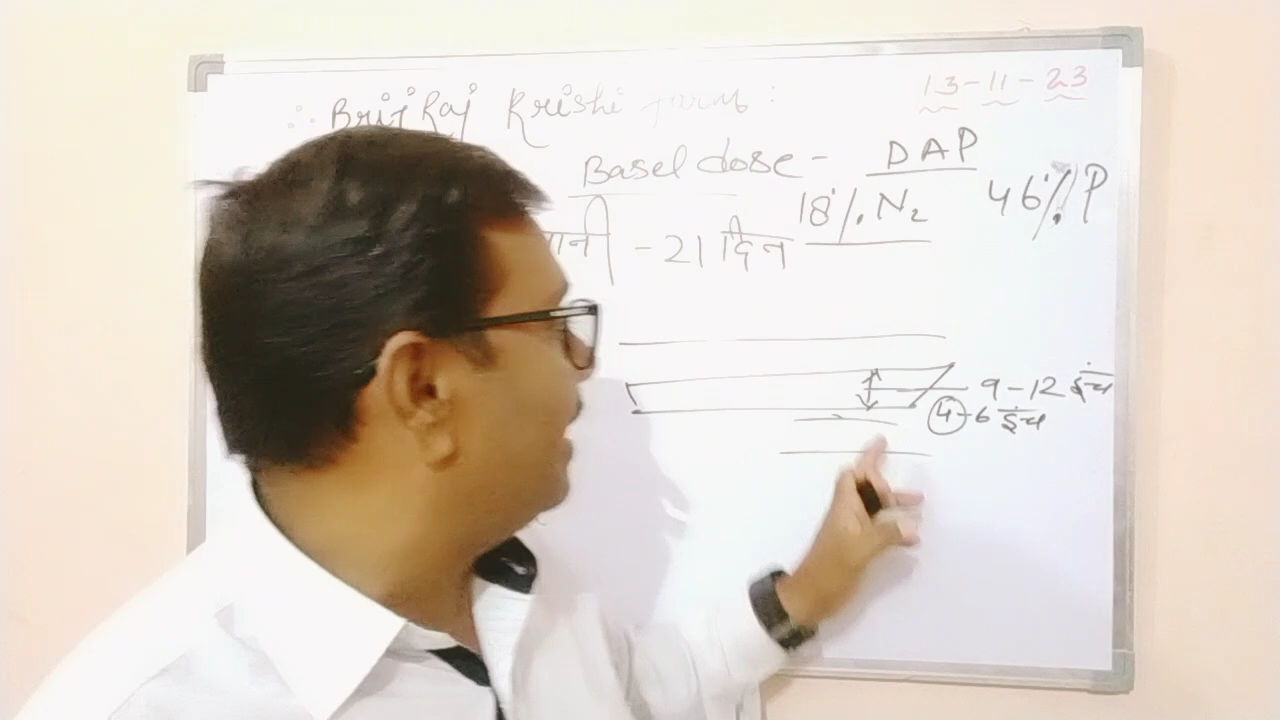 Brij Raj Krishi farm :
13-11-23
Basel dose - DAP
18% N₂ 46% P
- 21 दिन
9-12 इंच
4-6 इंच